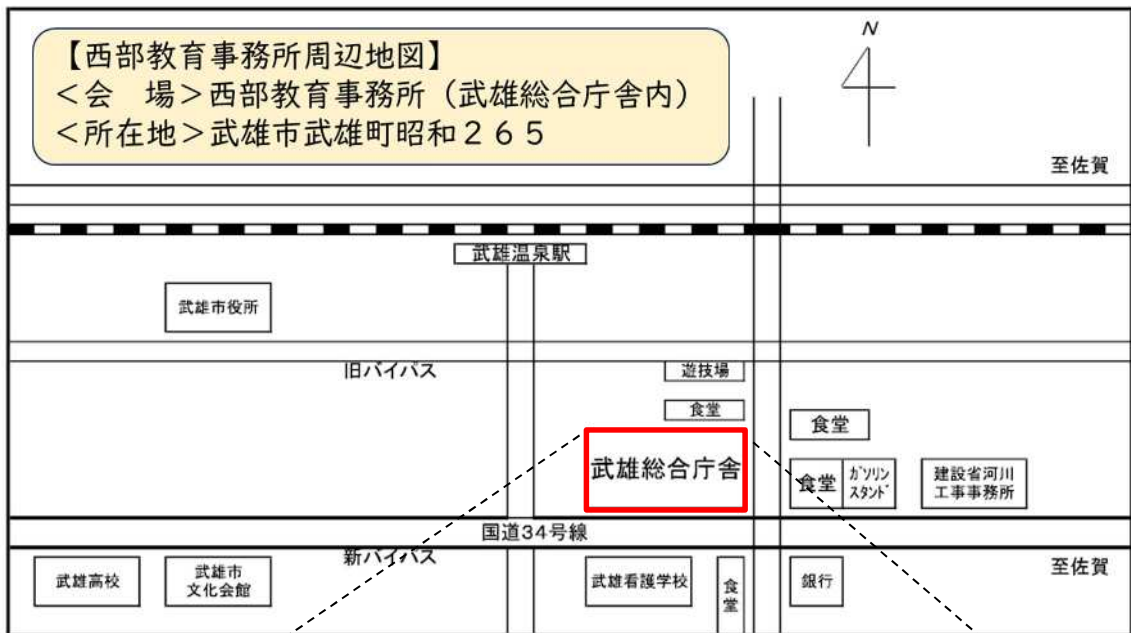 【西部教育事務所周辺地図】
＜会　場＞西部教育事務所（武雄総合庁舎内）
＜所在地＞武雄市武雄町昭和２６５
N
至佐賀
武雄温泉駅
武雄市役所
旧バイパス
遊技場
食堂
食堂
武雄総合庁舎
食堂
ｶﾞｿﾘﾝ
ｽﾀﾝﾄﾞ
建設省河川
工事事務所
国道34号線
新バイパス
至佐賀
武雄高校
武雄市
文化会館
武雄看護学校
食堂
銀行